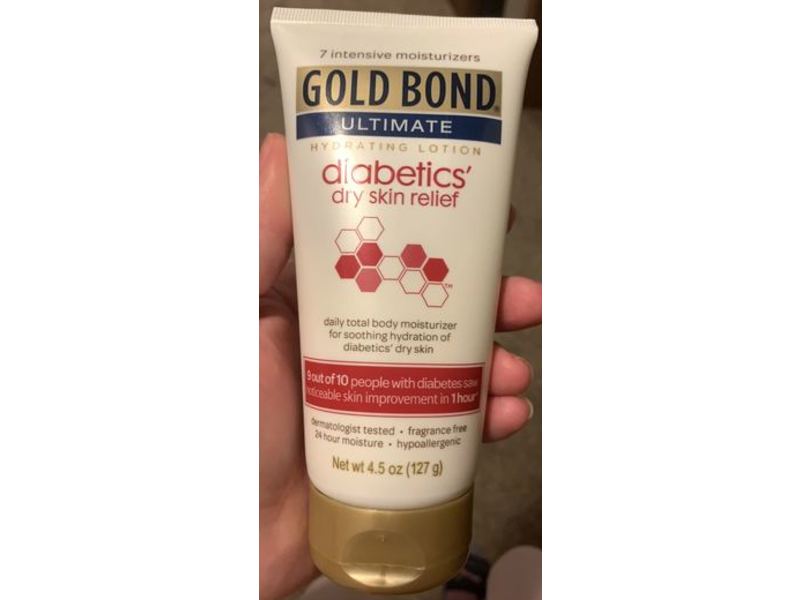 7 intensive moisturizers
GOLD BOND®
ULTIMATE
HYDRATING LOTION
diabetics'
dry skin relief
TM
daily total body moisturizer
for soothing hydration of
diabetics' dry skin
9 out of 10 people with diabetes saw
noticeable skin improvement in 1 hour*
dermatologist tested • fragrance free
24 hour moisture • hypoallergenic
Net wt 4.5 oz (127 g)